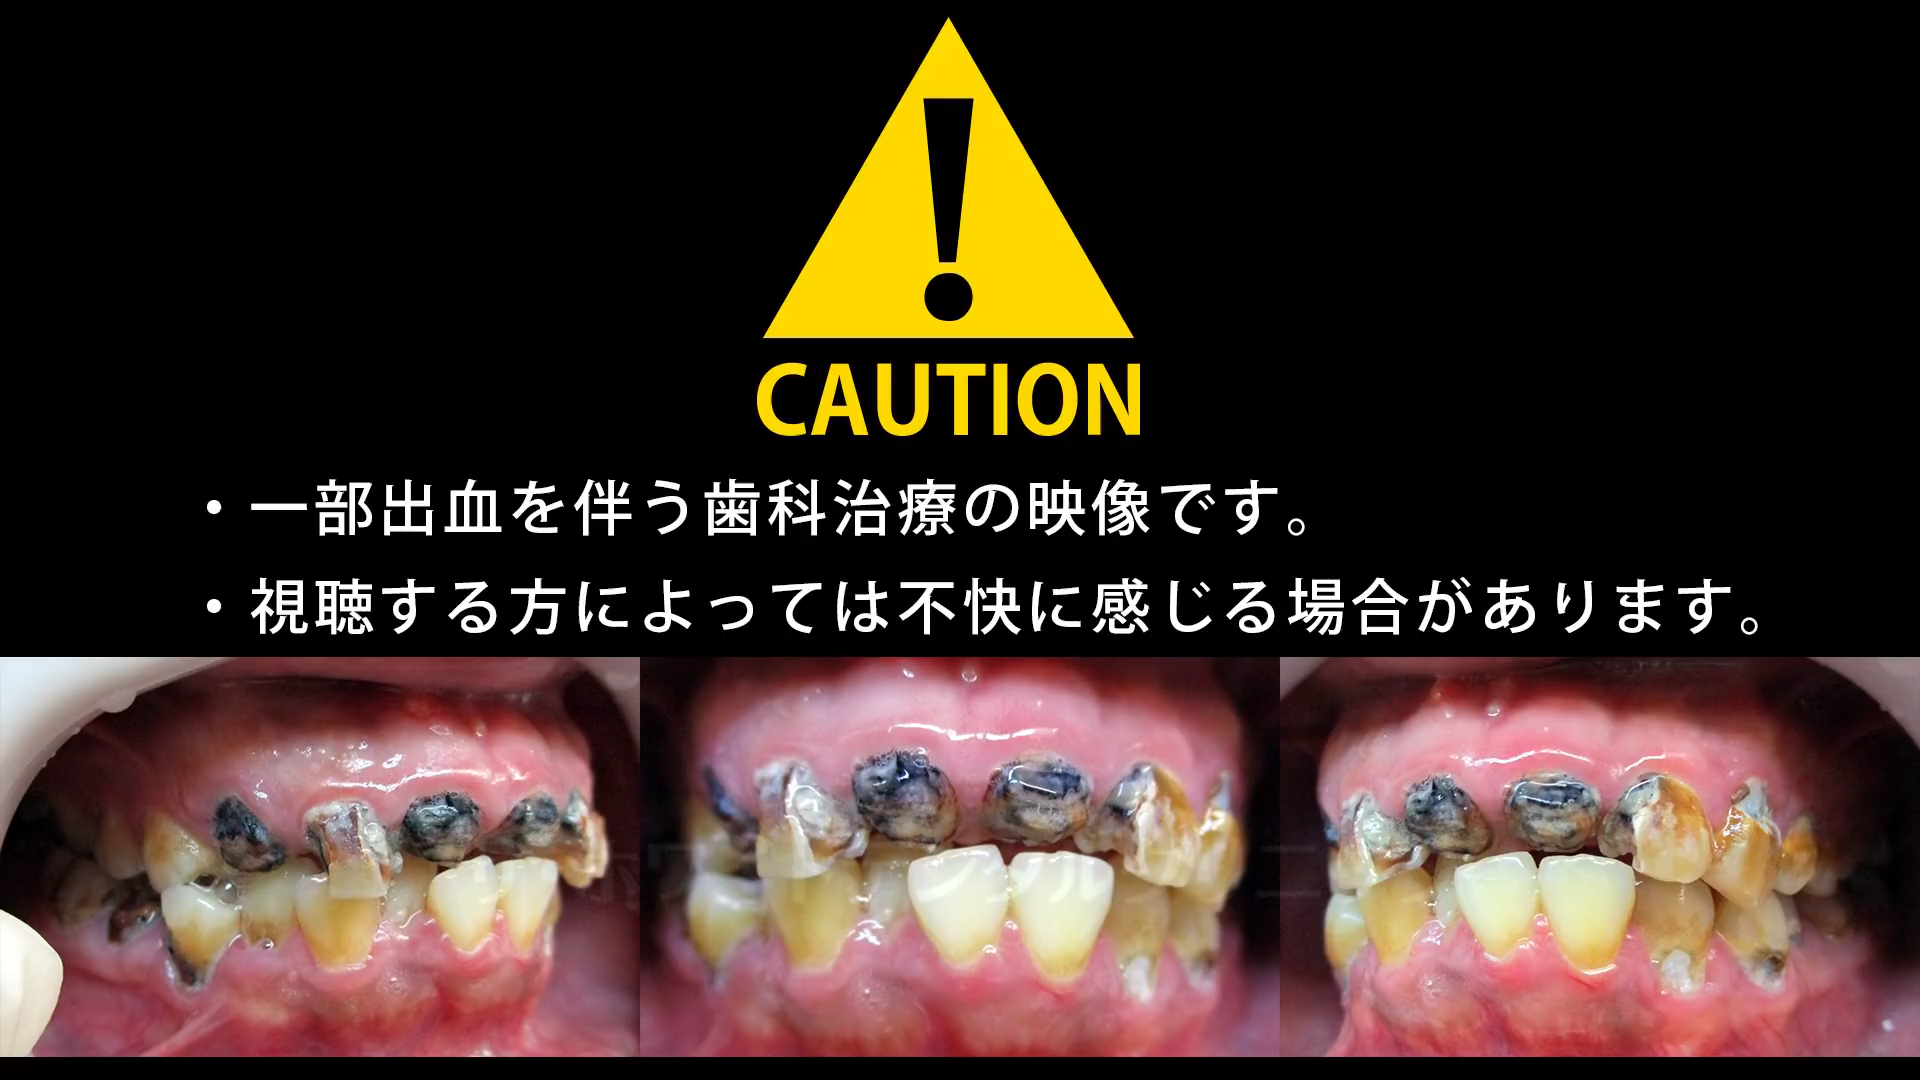 CAUTION
・一部出血を伴う歯科治療の映像です。
・視聴する方によっては不快に感じる場合があります。